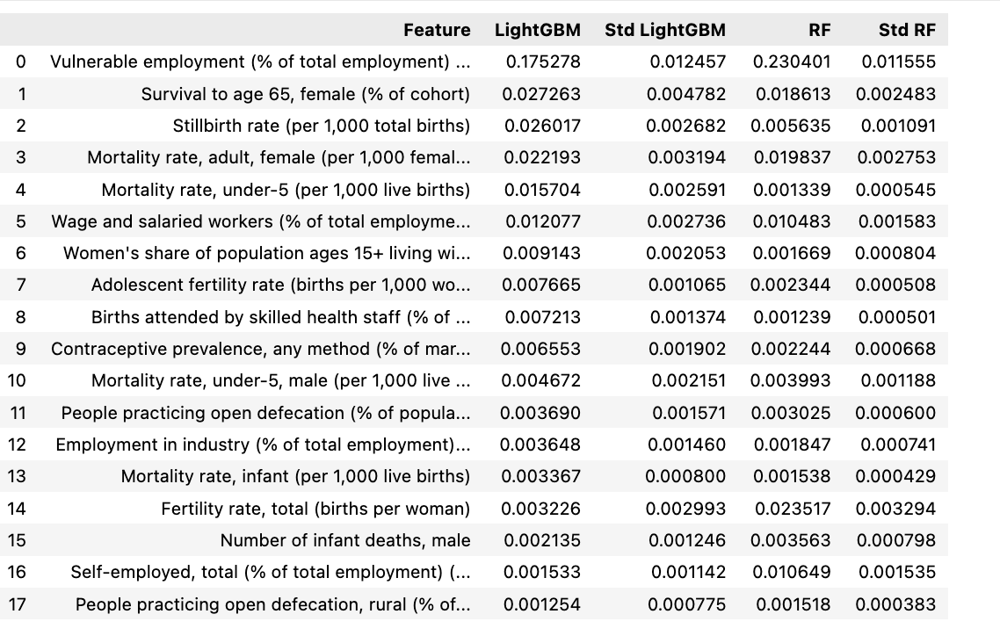 Feature LightGBM Std LightGBM RF Std RF
0 Vulnerable employment (% of total employment) ... 0.175278 0.012457 0.230401 0.011555
1 Survival to age 65, female (% of cohort) 0.027263 0.004782 0.018613 0.002483
2 Stillbirth rate (per 1,000 total births) 0.026017 0.002682 0.005635 0.001091
3 Mortality rate, adult, female (per 1,000 femal... 0.022193 0.003194 0.019837 0.002753
4 Mortality rate, under-5 (per 1,000 live births) 0.015704 0.002591 0.001339 0.000545
5 Wage and salaried workers (% of total employme... 0.012077 0.002736 0.010483 0.001583
6 Women's share of population ages 15+ living wi... 0.009143 0.002053 0.001669 0.000804
7 Adolescent fertility rate (births per 1,000 wo... 0.007665 0.001065 0.002344 0.000508
8 Births attended by skilled health staff (% of ... 0.007213 0.001374 0.001239 0.000501
9 Contraceptive prevalence, any method (% of mar... 0.006553 0.001902 0.002244 0.000668
10 Mortality rate, under-5, male (per 1,000 live ... 0.004672 0.002151 0.003993 0.001188
11 People practicing open defecation (% of popula... 0.003690 0.001571 0.003025 0.000600
12 Employment in industry (% of total employment)... 0.003648 0.001460 0.001847 0.000741
13 Mortality rate, infant (per 1,000 live births) 0.003367 0.000800 0.001538 0.000429
14 Fertility rate, total (births per woman) 0.003226 0.002993 0.023517 0.003294
15 Number of infant deaths, male 0.002135 0.001246 0.003563 0.000798
16 Self-employed, total (% of total employment) (... 0.001533 0.001142 0.010649 0.001535
17 People practicing open defecation, rural (% of... 0.001254 0.000775 0.001518 0.000383